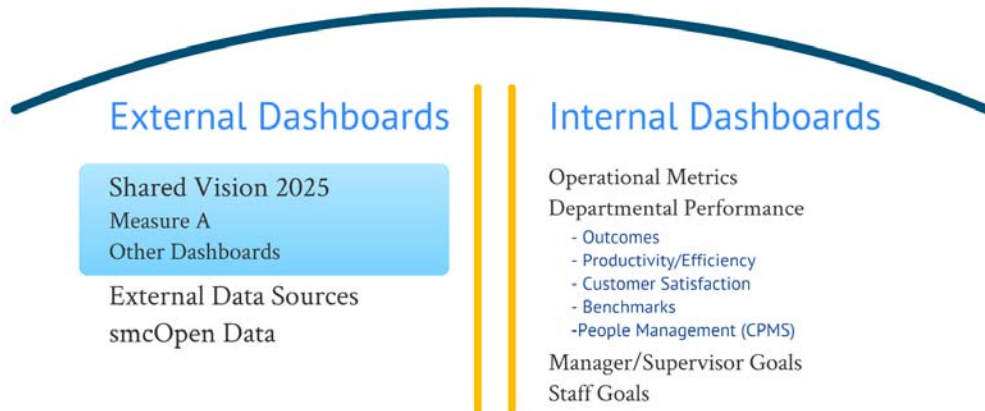 External Dashboards
Shared Vision 2025
Measure A
Other Dashboards
External Data Sources
smcOpen Data
Internal Dashboards
Operational Metrics
Departmental Performance
- Outcomes
- Productivity/Efficiency
- Customer Satisfaction
- Benchmarks
-People Management (CPMS)
Manager/Supervisor Goals
Staff Goals